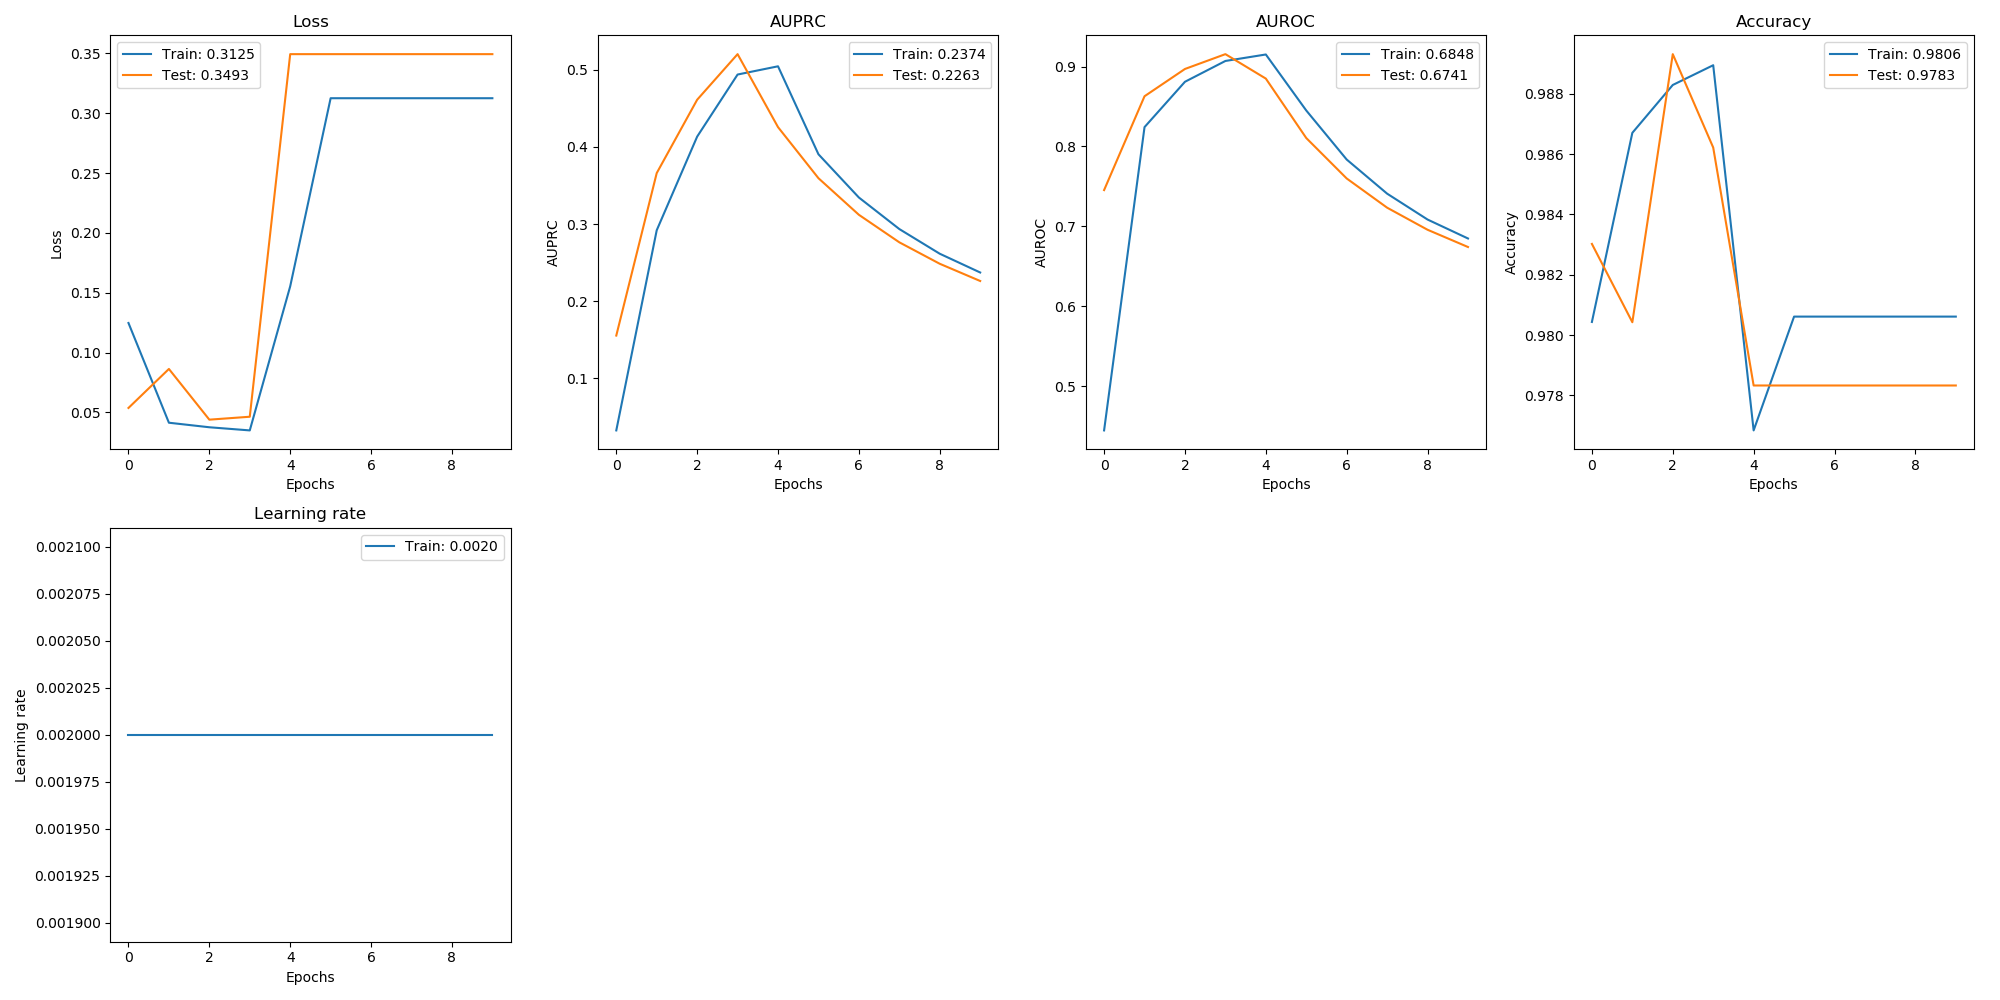 Loss
Train: 0.3125
Test: 0.3493
0.35
0.30
0.25
0.20
0.15
0.10
0.05
Loss
0 2 4 6 8
Epochs
AUPRC
Train: 0.2374
Test: 0.2263
0.5
0.4
0.3
0.2
0.1
AUPRC
0 2 4 6 8
Epochs
AUROC
Train: 0.6848
Test: 0.6741
0.9
0.8
0.7
0.6
0.5
AUROC
0 2 4 6 8
Epochs
Accuracy
Train: 0.9806
Test: 0.9783
0.988
0.986
0.984
0.982
0.980
0.978
Accuracy
0 2 4 6 8
Epochs
Learning rate
Train: 0.0020
0.002100
0.002075
0.002050
0.002025
0.002000
0.001975
0.001950
0.001925
0.001900
Learning rate
0 2 4 6 8
Epochs